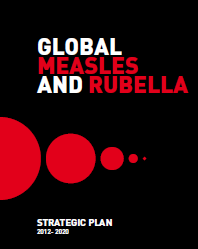 GLOBAL
MEASLES
AND RUBELLA
STRATEGIC PLAN
2012-2020